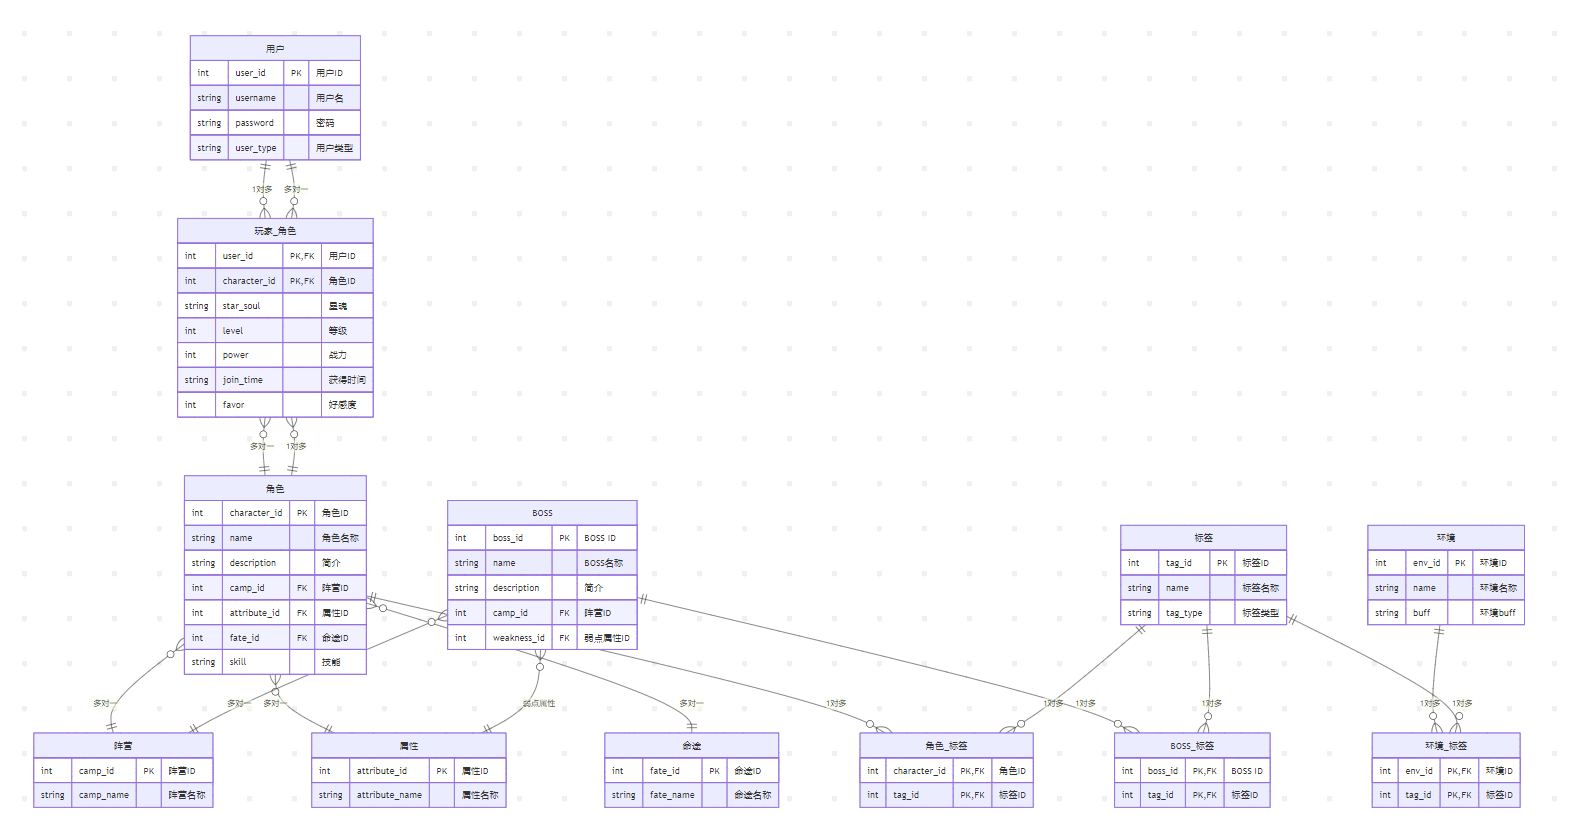 用户
int user_id PK 用户ID
string username 用户名
string password 密码
string user_type 用户类型
1对多 多对一
玩家_角色
int user_id PK,FK 用户ID
int character_id PK,FK 角色ID
string star_soul 星魂
int level 等级
int power 战力
string join_time 获得时间
int favor 好感度
多对一 1对多
角色
int character_id PK 角色ID
string name 角色名称
string description 简介
int camp_id FK 阵营ID
int attribute_id FK 属性ID
int fate_id FK 命途ID
string skill 技能
BOSS
int boss_id PK BOSS ID
string name BOSS名称
string description 简介
int camp_id FK 阵营ID
int weakness_id FK 弱点属性ID
标签
int tag_id PK 标签ID
string name 标签名称
string tag_type 标签类型
环境
int env_id PK 环境ID
string name 环境名称
string buff 环境buff
多对一 多对一 多对一 弱点属性 多对一 1对多 1对多 1对多 1对多 1对多 1对多
阵营
int camp_id PK 阵营ID
string camp_name 阵营名称
属性
int attribute_id PK 属性ID
string attribute_name 属性名称
命途
int fate_id PK 命途ID
string fate_name 命途名称
角色_标签
int character_id PK,FK 角色ID
int tag_id PK,FK 标签ID
BOSS_标签
int boss_id PK,FK BOSS ID
int tag_id PK,FK 标签ID
环境_标签
int env_id PK,FK 环境ID
int tag_id PK,FK 标签ID